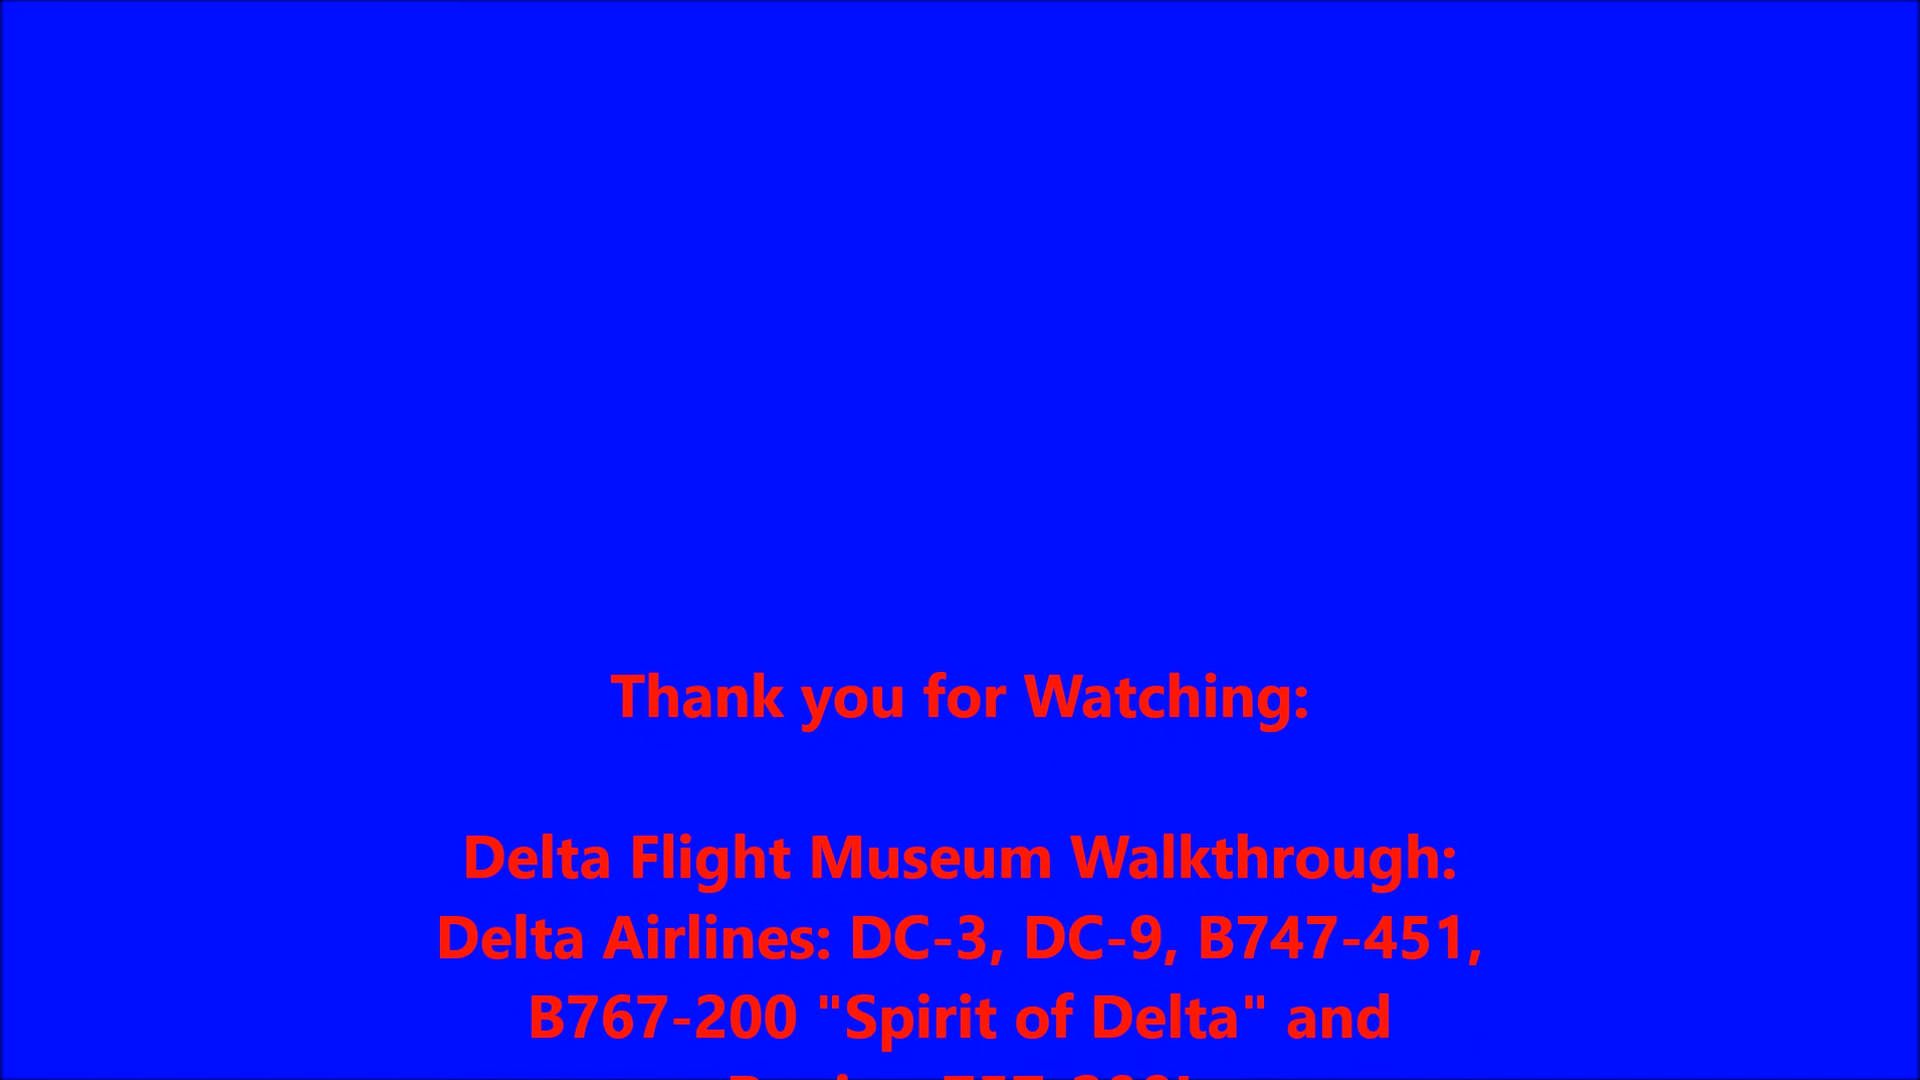 Thank you for Watching:
Delta Flight Museum Walkthrough:
Delta Airlines: DC-3, DC-9, B747-451,
B767-200 "Spirit of Delta" and